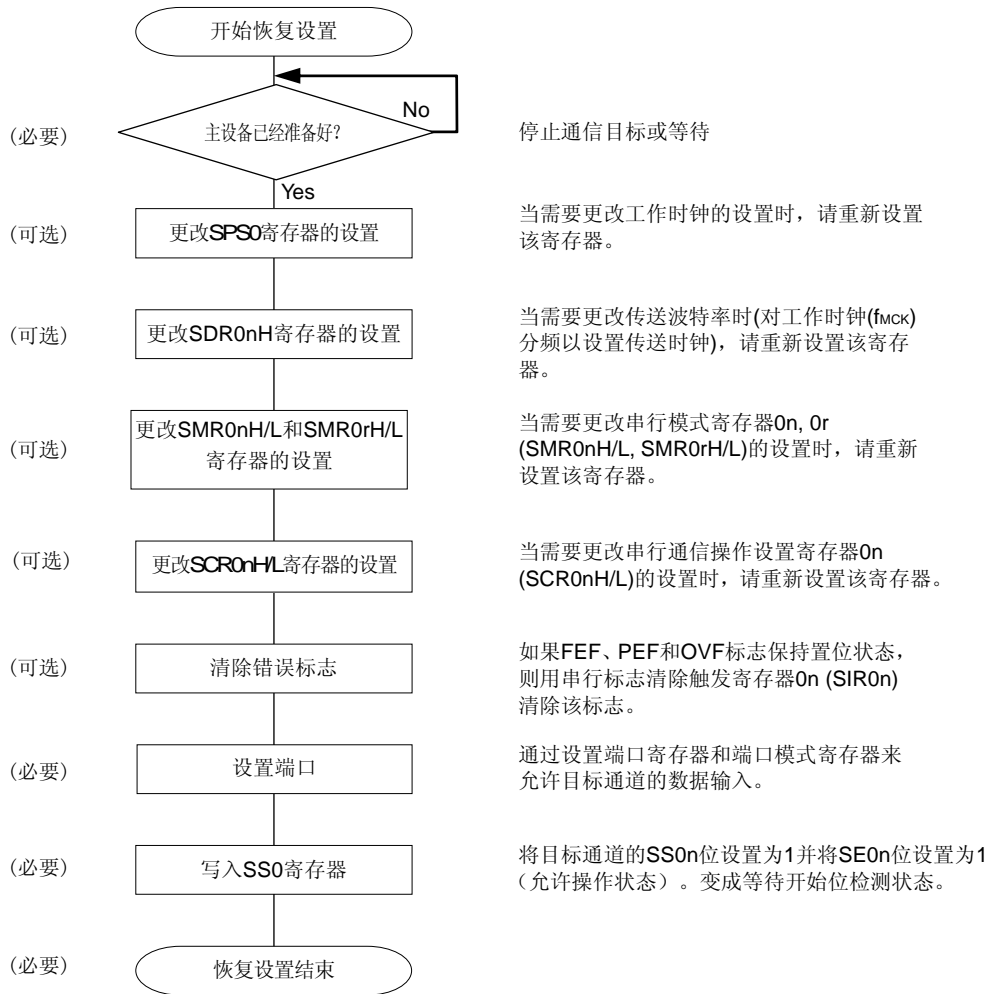 开始恢复设置
No
(必要)
主设备已经准备好?
停止通信目标或等待
Yes
(可选)
更改SPS0寄存器的设置
当需要更改工作时钟的设置时，请重新设置
该寄存器。
(可选)
更改SDR0nH寄存器的设置
当需要更改传送波特率时(对工作时钟(fMCK)
分频以设置传送时钟)，请重新设置该寄存
器。
(可选)
更改SMR0nH/L和SMR0rH/L
寄存器的设置
当需要更改串行模式寄存器0n, 0r
(SMR0nH/L, SMR0rH/L)的设置时，请重新
设置该寄存器。
(可选)
更改SCR0nH/L寄存器的设置
当需要更改串行通信操作设置寄存器0n
(SCR0nH/L)的设置时，请重新设置该寄存器。
(可选)
清除错误标志
如果FEF、PEF和OVF标志保持置位状态，
则用串行标志清除触发寄存器0n (SIR0n)
清除该标志。
(必要)
设置端口
通过设置端口寄存器和端口模式寄存器来
允许目标通道的数据输入。
(必要)
写入SS0寄存器
将目标通道的SS0n位设置为1并将SE0n位设置为1
（允许操作状态）。变成等待开始位检测状态。
(必要)
恢复设置结束